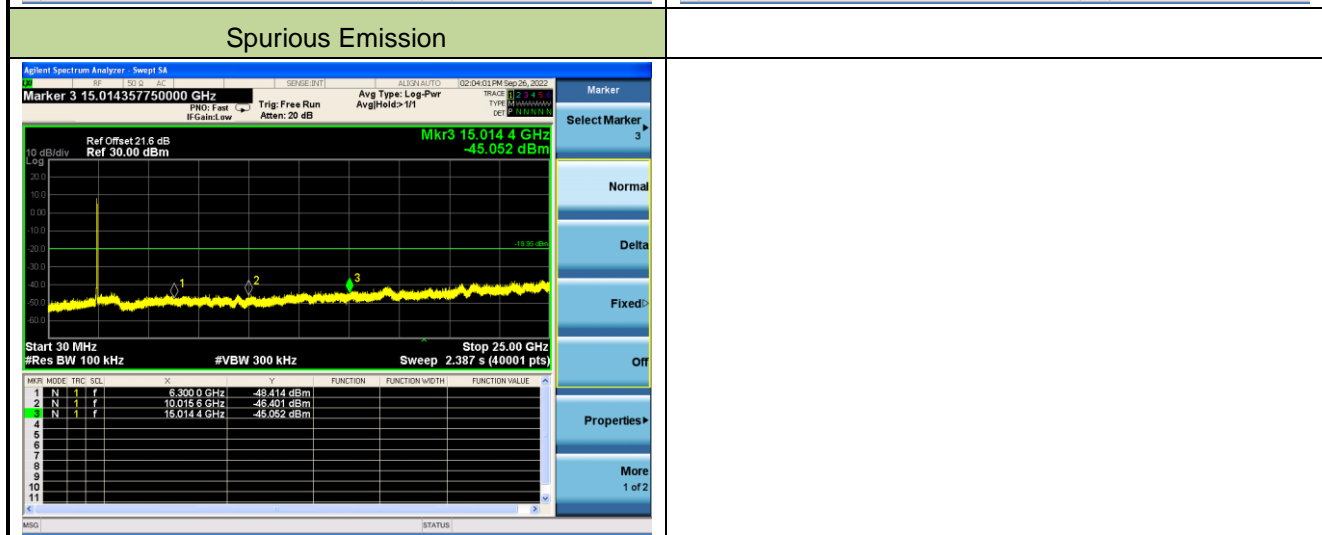 Spurious Emission
Agilent Spectrum Analyzer - Swept SA
RF 50 Ω AC SENSE:INT ALIGN AUTO 02:04:01 PM Sep 26, 2022
Marker 3 15.014357750000 GHz Avg Type: Log-Pwr TRACE 1 2 3 4 5 6
PNO: Fast Trig: Free Run Avg|Hold:> 1/1 TYPE M WWWWW
IFGain:Low Atten: 20 dB DET P N N N N N
Marker
Select Marker
3
Normal
Delta
Fixed
Off
Properties
More
1 of 2
Mkr3 15.014 4 GHz
-45.052 dBm
Ref Offset 21.6 dB
10 dB/div Ref 30.00 dBm
Log
20.0
10.0
0.00
-10.0
-20.0
-30.0
-40.0
-50.0
-60.0
-19.95 dBm
1
2
3
Start 30 MHz Stop 25.00 GHz
#Res BW 100 kHz #VBW 300 kHz Sweep 2.387 s (40001 pts)
MKR MODE TRC SCL X Y FUNCTION FUNCTION WIDTH FUNCTION VALUE
1 N 1 f 6.300 0 GHz -48.414 dBm
2 N 1 f 10.015 6 GHz -46.401 dBm
3 N 1 f 15.014 4 GHz -45.052 dBm
4
5
6
7
8
9
10
11
MSG STATUS